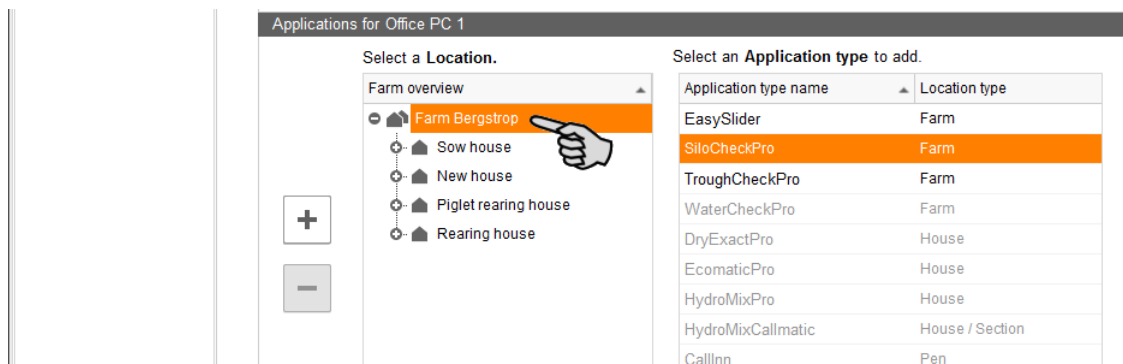 Applications for Office PC 1
Select a Location.
Farm overview
Farm Bergstrop
Sow house
New house
Piglet rearing house
Rearing house
Select an Application type to add.
Application type name Location type
EasySlider Farm
SiloCheckPro Farm
TroughCheckPro Farm
WaterCheckPro Farm
DryExactPro House
EcomaticPro House
HydroMixPro House
HydroMixCallmatic House / Section
CallInn Pen